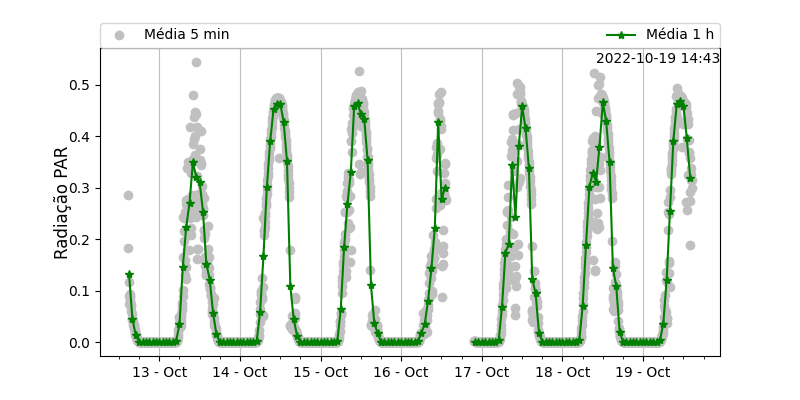 Média 5 min
Média 1 h
2022-10-19 14:43
Radiação PAR
0.5
0.4
0.3
0.2
0.1
0.0
13 - Oct
14 - Oct
15 - Oct
16 - Oct
17 - Oct
18 - Oct
19 - Oct